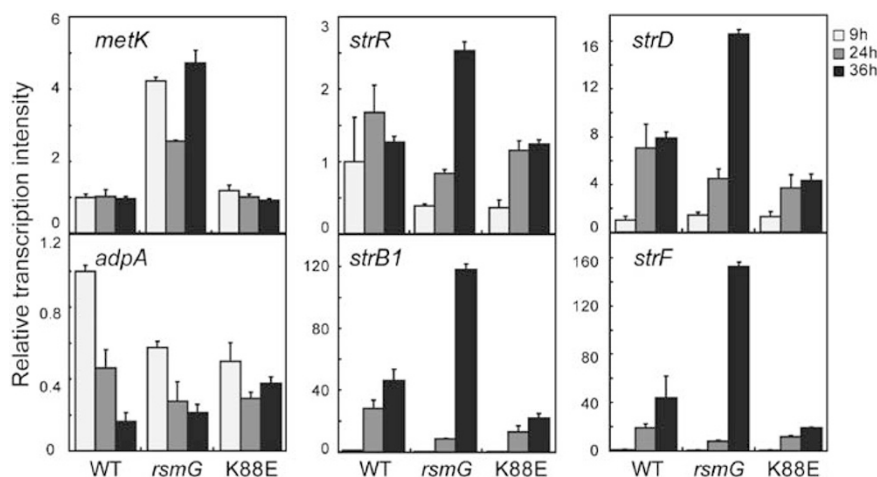 Relative transcription intensity
metK
6
4
2
0
strR
3
2
1
0
strD
16
12
8
4
0
9h
24h
36h
adpA
1.2
0.8
0.4
0
strB1
120
80
40
0
strF
160
120
80
40
0
WT rsmG K88E
WT rsmG K88E
WT rsmG K88E